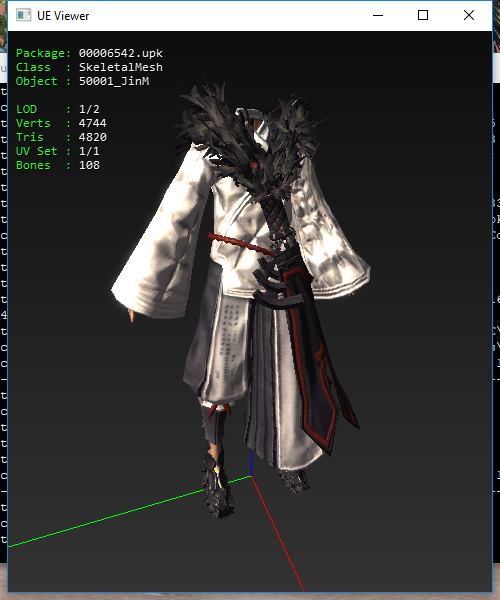 UE Viewer
Package: 00006542.upk
Class : SkeletalMesh
Object : 50001_JinM
LOD : 1/2
Verts : 4744
Tris : 4820
UV Set : 1/1
Bones : 108